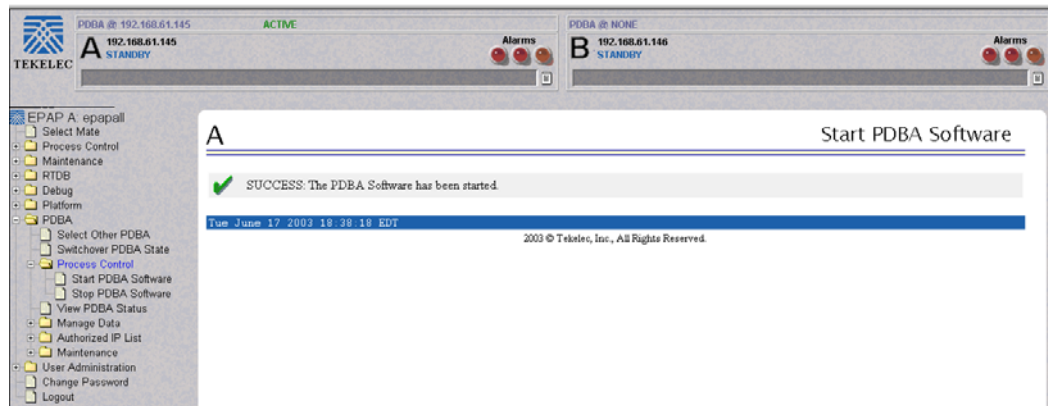 PDBA @ 192.168.61.145 ACTIVE
A 192.168.61.145
STANDBY
Alarms
TEKELEC
PDBA @ NONE
B 192.168.61.146
STANDBY
Alarms
EPAP A: epapall
Select Mate
Process Control
Maintenance
RTDB
Debug
Platform
PDBA
Select Other PDBA
Switchover PDBA State
Process Control
Start PDBA Software
Stop PDBA Software
View PDBA Status
Manage Data
Authorized IP List
Maintenance
User Administration
Change Password
Logout
A Start PDBA Software
SUCCESS: The PDBA Software has been started.
Tue June 17 2003 18:38:18 EDT
2003 © Tekelec, Inc., All Rights Reserved.